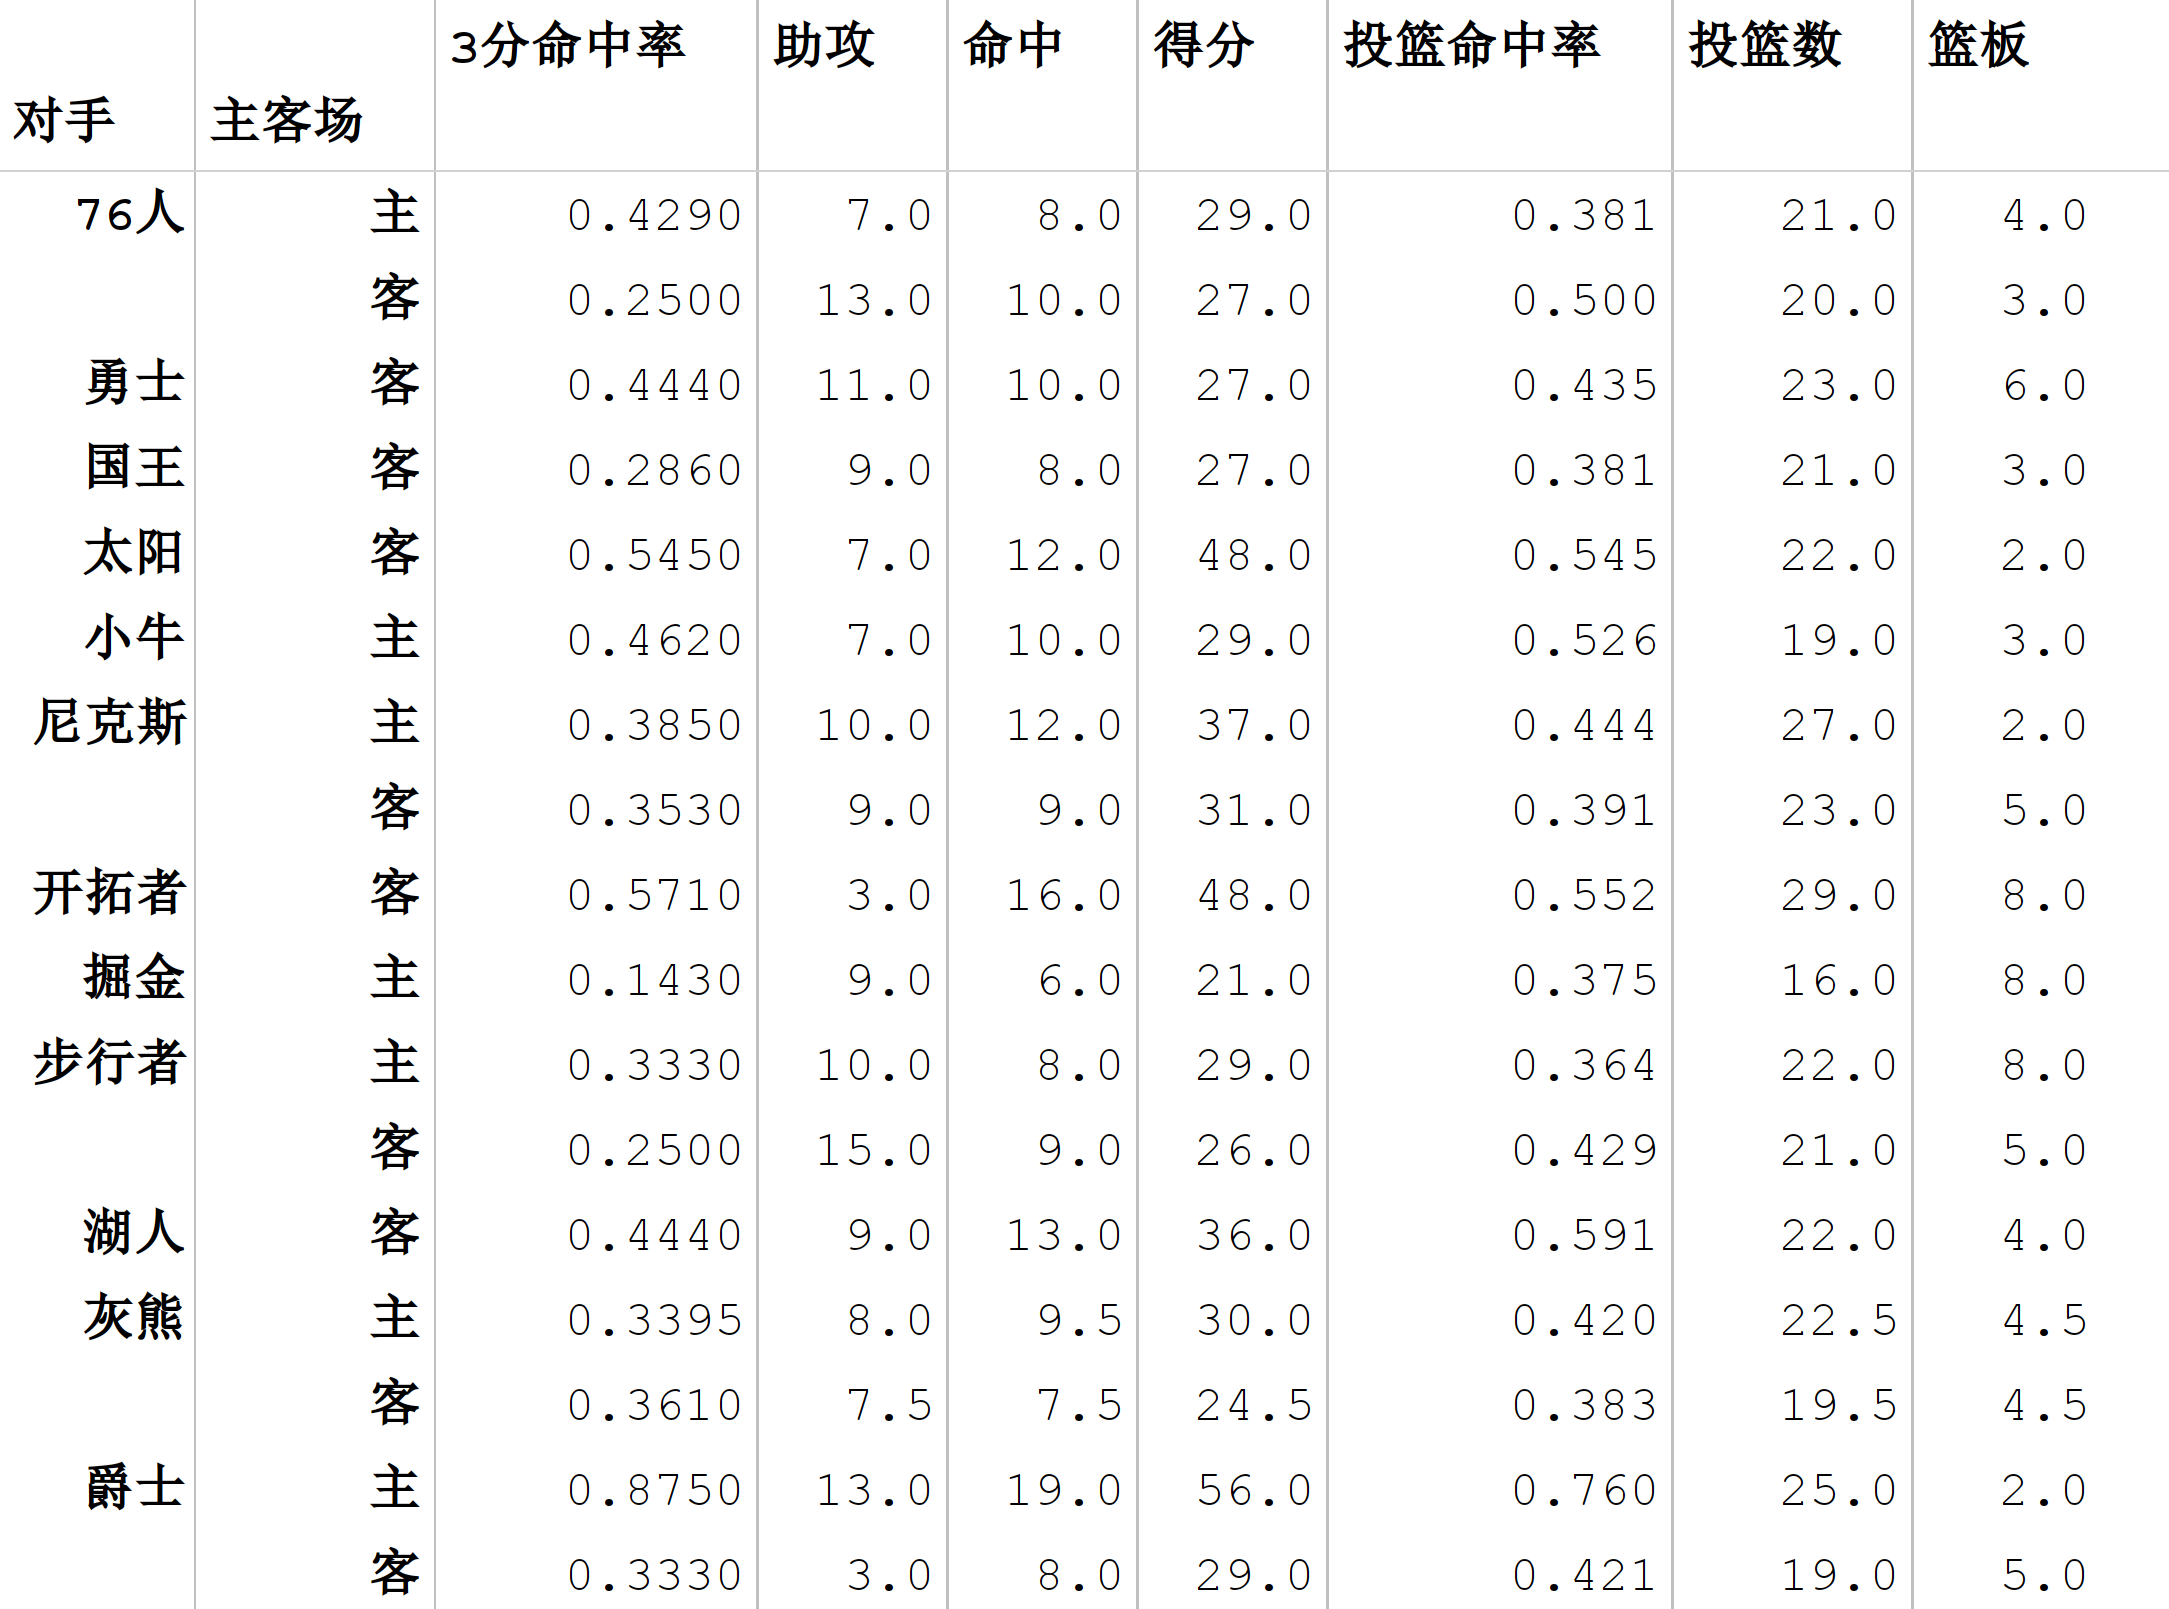 3分命中率 助攻 命中 得分 投篮命中率 投篮数 篮板
对手 主客场
76人 主 0.4290 7.0 8.0 29.0 0.381 21.0 4.0
客 0.2500 13.0 10.0 27.0 0.500 20.0 3.0
勇士 客 0.4440 11.0 10.0 27.0 0.435 23.0 6.0
国王 客 0.2860 9.0 8.0 27.0 0.381 21.0 3.0
太阳 客 0.5450 7.0 12.0 48.0 0.545 22.0 2.0
小牛 主 0.4620 7.0 10.0 29.0 0.526 19.0 3.0
尼克斯 主 0.3850 10.0 12.0 37.0 0.444 27.0 2.0
客 0.3530 9.0 9.0 31.0 0.391 23.0 5.0
开拓者 客 0.5710 3.0 16.0 48.0 0.552 29.0 8.0
掘金 主 0.1430 9.0 6.0 21.0 0.375 16.0 8.0
步行者 主 0.3330 10.0 8.0 29.0 0.364 22.0 8.0
客 0.2500 15.0 9.0 26.0 0.429 21.0 5.0
湖人 客 0.4440 9.0 13.0 36.0 0.591 22.0 4.0
灰熊 主 0.3395 8.0 9.5 30.0 0.420 22.5 4.5
客 0.3610 7.5 7.5 24.5 0.383 19.5 4.5
爵士 主 0.8750 13.0 19.0 56.0 0.760 25.0 2.0
客 0.3330 3.0 8.0 29.0 0.421 19.0 5.0